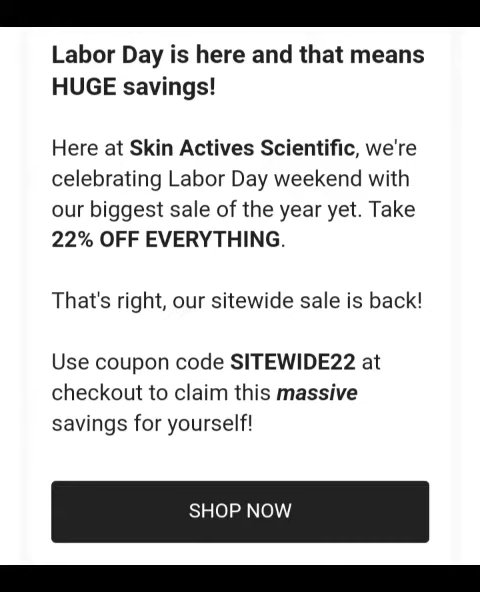 Labor Day is here and that means
HUGE savings!
Here at Skin Actives Scientific, we're
celebrating Labor Day weekend with
our biggest sale of the year yet. Take
22% OFF EVERYTHING.
That's right, our sitewide sale is back!
Use coupon code SITEWIDE22 at
checkout to claim this massive
savings for yourself!
SHOP NOW